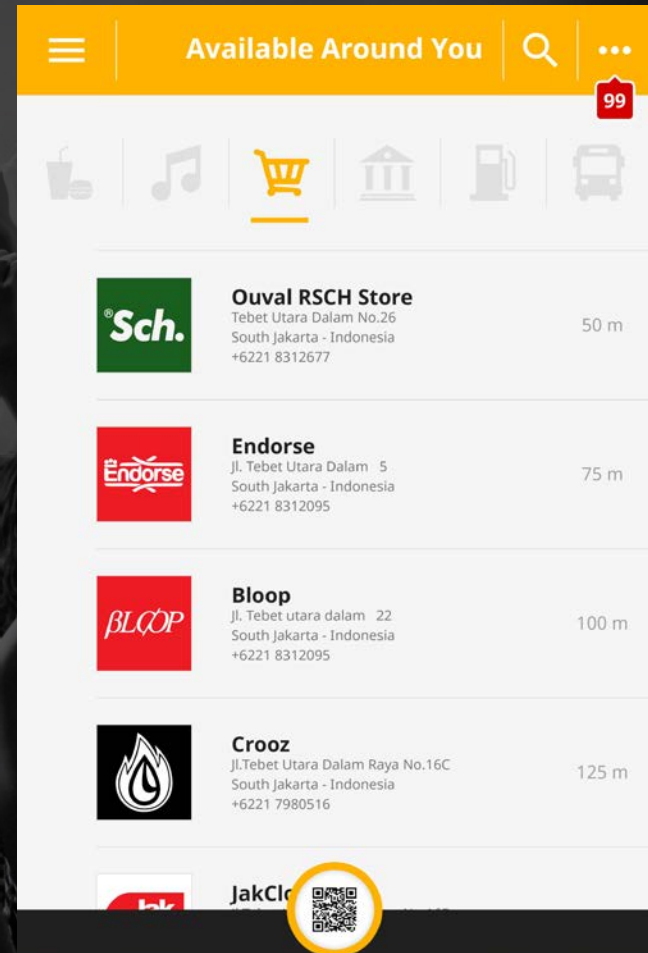 Available Around You
99
®Sch.
Ouval RSCH Store
Tebet Utara Dalam No.26
South Jakarta - Indonesia
+6221 8312677
50 m
Endorse
Endorse
Jl. Tebet Utara Dalam 5
South Jakarta - Indonesia
+6221 8312095
75 m
BLOOP
Bloop
Jl. Tebet utara dalam 22
South Jakarta - Indonesia
+6221 8312095
100 m
Crooz
Jl.Tebet Utara Dalam Raya No.16C
South Jakarta - Indonesia
+6221 7980516
125 m
Jak
JakClo